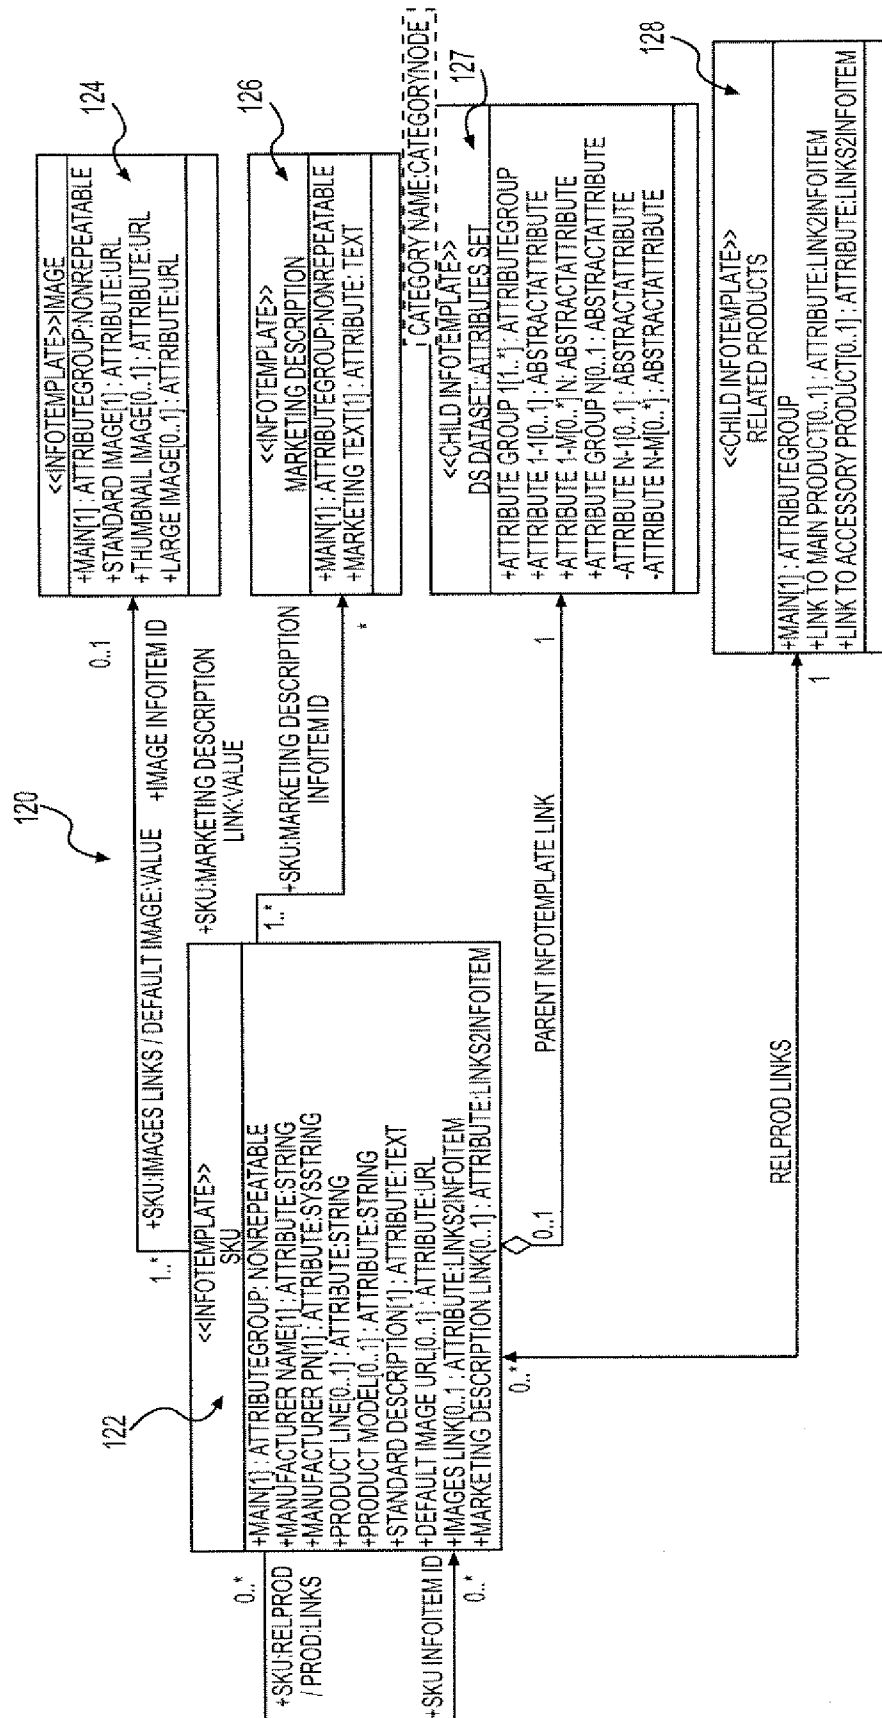 120
122
<<INFOTEMPLATE>>
SKU
+MAIN[1] : ATTRIBUTEGROUP: NONREPEATABLE
+MANUFACTURER NAME[1] : ATTRIBUTE:STRING
+MANUFACTURER PN[1] : ATTRIBUTE:SYSSTRING
+PRODUCT LINE[0..1] : ATTRIBUTE:STRING
+PRODUCT MODEL[0..1] : ATTRIBUTE:STRING
+STANDARD DESCRIPTION[1] : ATTRIBUTE:TEXT
+DEFAULT IMAGE URL[0..1] : ATTRIBUTE:URL
+IMAGES LINK[0..1 : ATTRIBUTE:LINKS2INFOITEM
+MARKETING DESCRIPTION LINK[0..1] : ATTRIBUTE:LINKS2INFOITEM
0..*
+SKU:RELPROD
/ PROD:LINKS
+SKU INFOITEM ID
0..*
1..*
+SKU:IMAGES LINKS / DEFAULT IMAGE:VALUE
+IMAGE INFOITEM ID
0..1
+SKU:MARKETING DESCRIPTION
LINK:VALUE
1..*
+SKU:MARKETING DESCRIPTION
INFOITEM ID
*
0..1
PARENT INFOTEMPLATE LINK
1
0..*
RELPROD LINKS
1
124
<<INFOTEMPLATE>>IMAGE
+MAIN[1] : ATTRIBUTEGROUP:NONREPEATABLE
+STANDARD IMAGE[1] : ATTRIBUTE:URL
+THUMBNAIL IMAGE[0..1] : ATTRIBUTE:URL
+LARGE IMAGE[0..1] : ATTRIBUTE:URL
126
<<INFOTEMPLATE>>
MARKETING DESCRIPTION
+MAIN[1] : ATTRIBUTEGROUP:NONREPEATABLE
+MARKETING TEXT[1] : ATTRIBUTE: TEXT
CATEGORY NAME:CATEGORYNODE
127
<<CHILD INFOTEMPLATE>>
DS DATASET::ATTRIBUTES SET
+ATTRIBUTE GROUP 1[1..*] : ATTRIBUTEGROUP
+ATTRIBUTE 1-1[0..1] : ABSTRACTATTRIBUTE
+ATTRIBUTE 1-M[0..*] N: ABSTRACTATTRIBUTE
+ATTRIBUTE GROUP N[0..1 : ABSTRACTATTRIBUTE
-ATTRIBUTE N-1[0..1] : ABSTRACTATTRIBUTE
-ATTRIBUTE N-M[0..*] : ABSTRACTATTRIBUTE
128
<<CHILD INFOTEMPLATE>>
RELATED PRODUCTS
+MAIN[1] : ATTRIBUTEGROUP
+LINK TO MAIN PRODUCT[0..1] : ATTRIBUTE:LINK2INFOITEM
+LINK TO ACCESSORY PRODUCT[0..1] : ATTRIBUTE:LINKS2INFOITEM